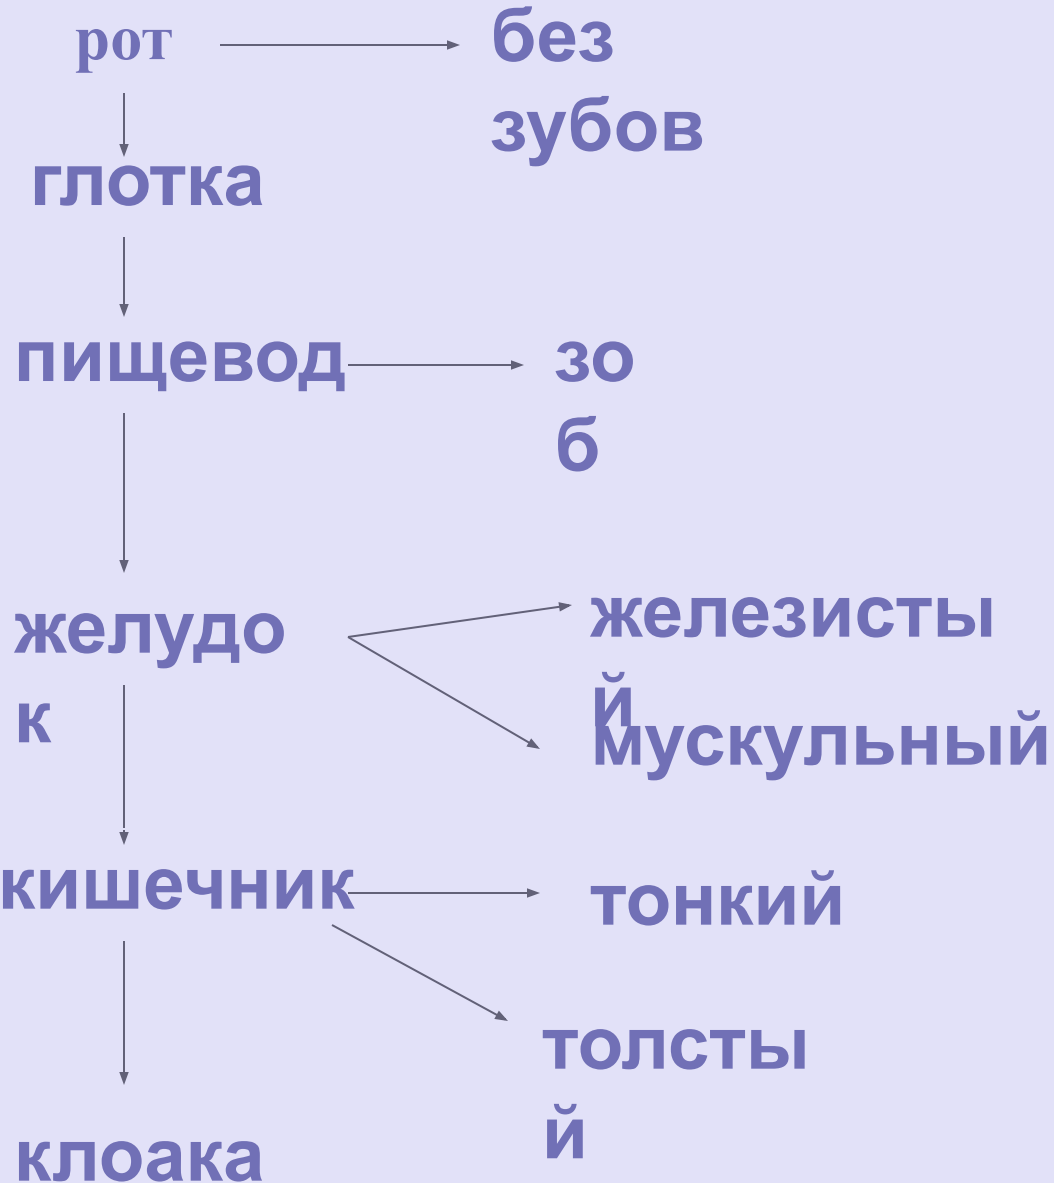 рот
без
зубов
глотка
пищевод
зо
б
желудо
к
железисты
й
мускульный
кишечник
тонкий
толсты
й
клоака